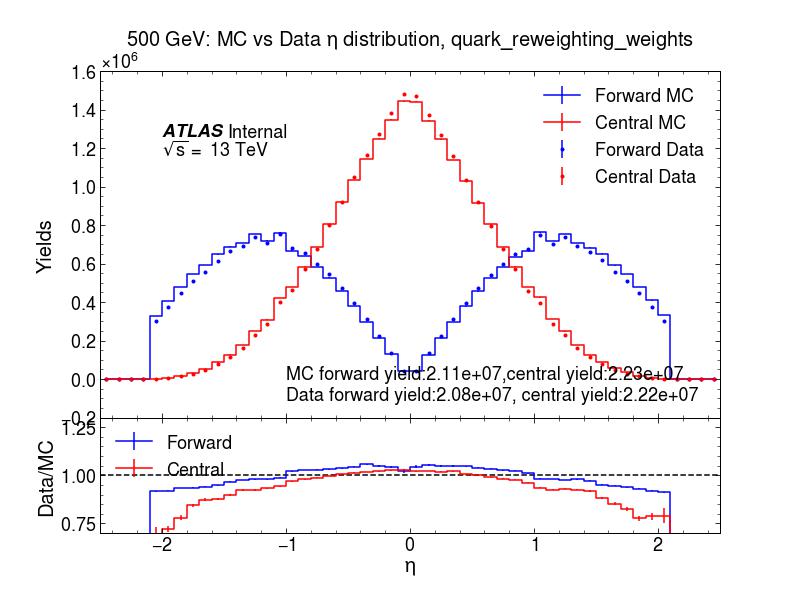 500 GeV: MC vs Data η distribution, quark_reweighting_weights
×10⁶
1.6
1.4
1.2
1.0
0.8
0.6
0.4
0.2
0.0
0.2
Yields
ATLAS Internal
√s = 13 TeV
Forward MC
Central MC
Forward Data
Central Data
MC forward yield:2.11e+07,central yield:2.23e+07
Data forward yield:2.08e+07, central yield:2.22e+07
1.25
1.00
0.75
Data/MC
Forward
Central
−2
−1
0
1
2
η